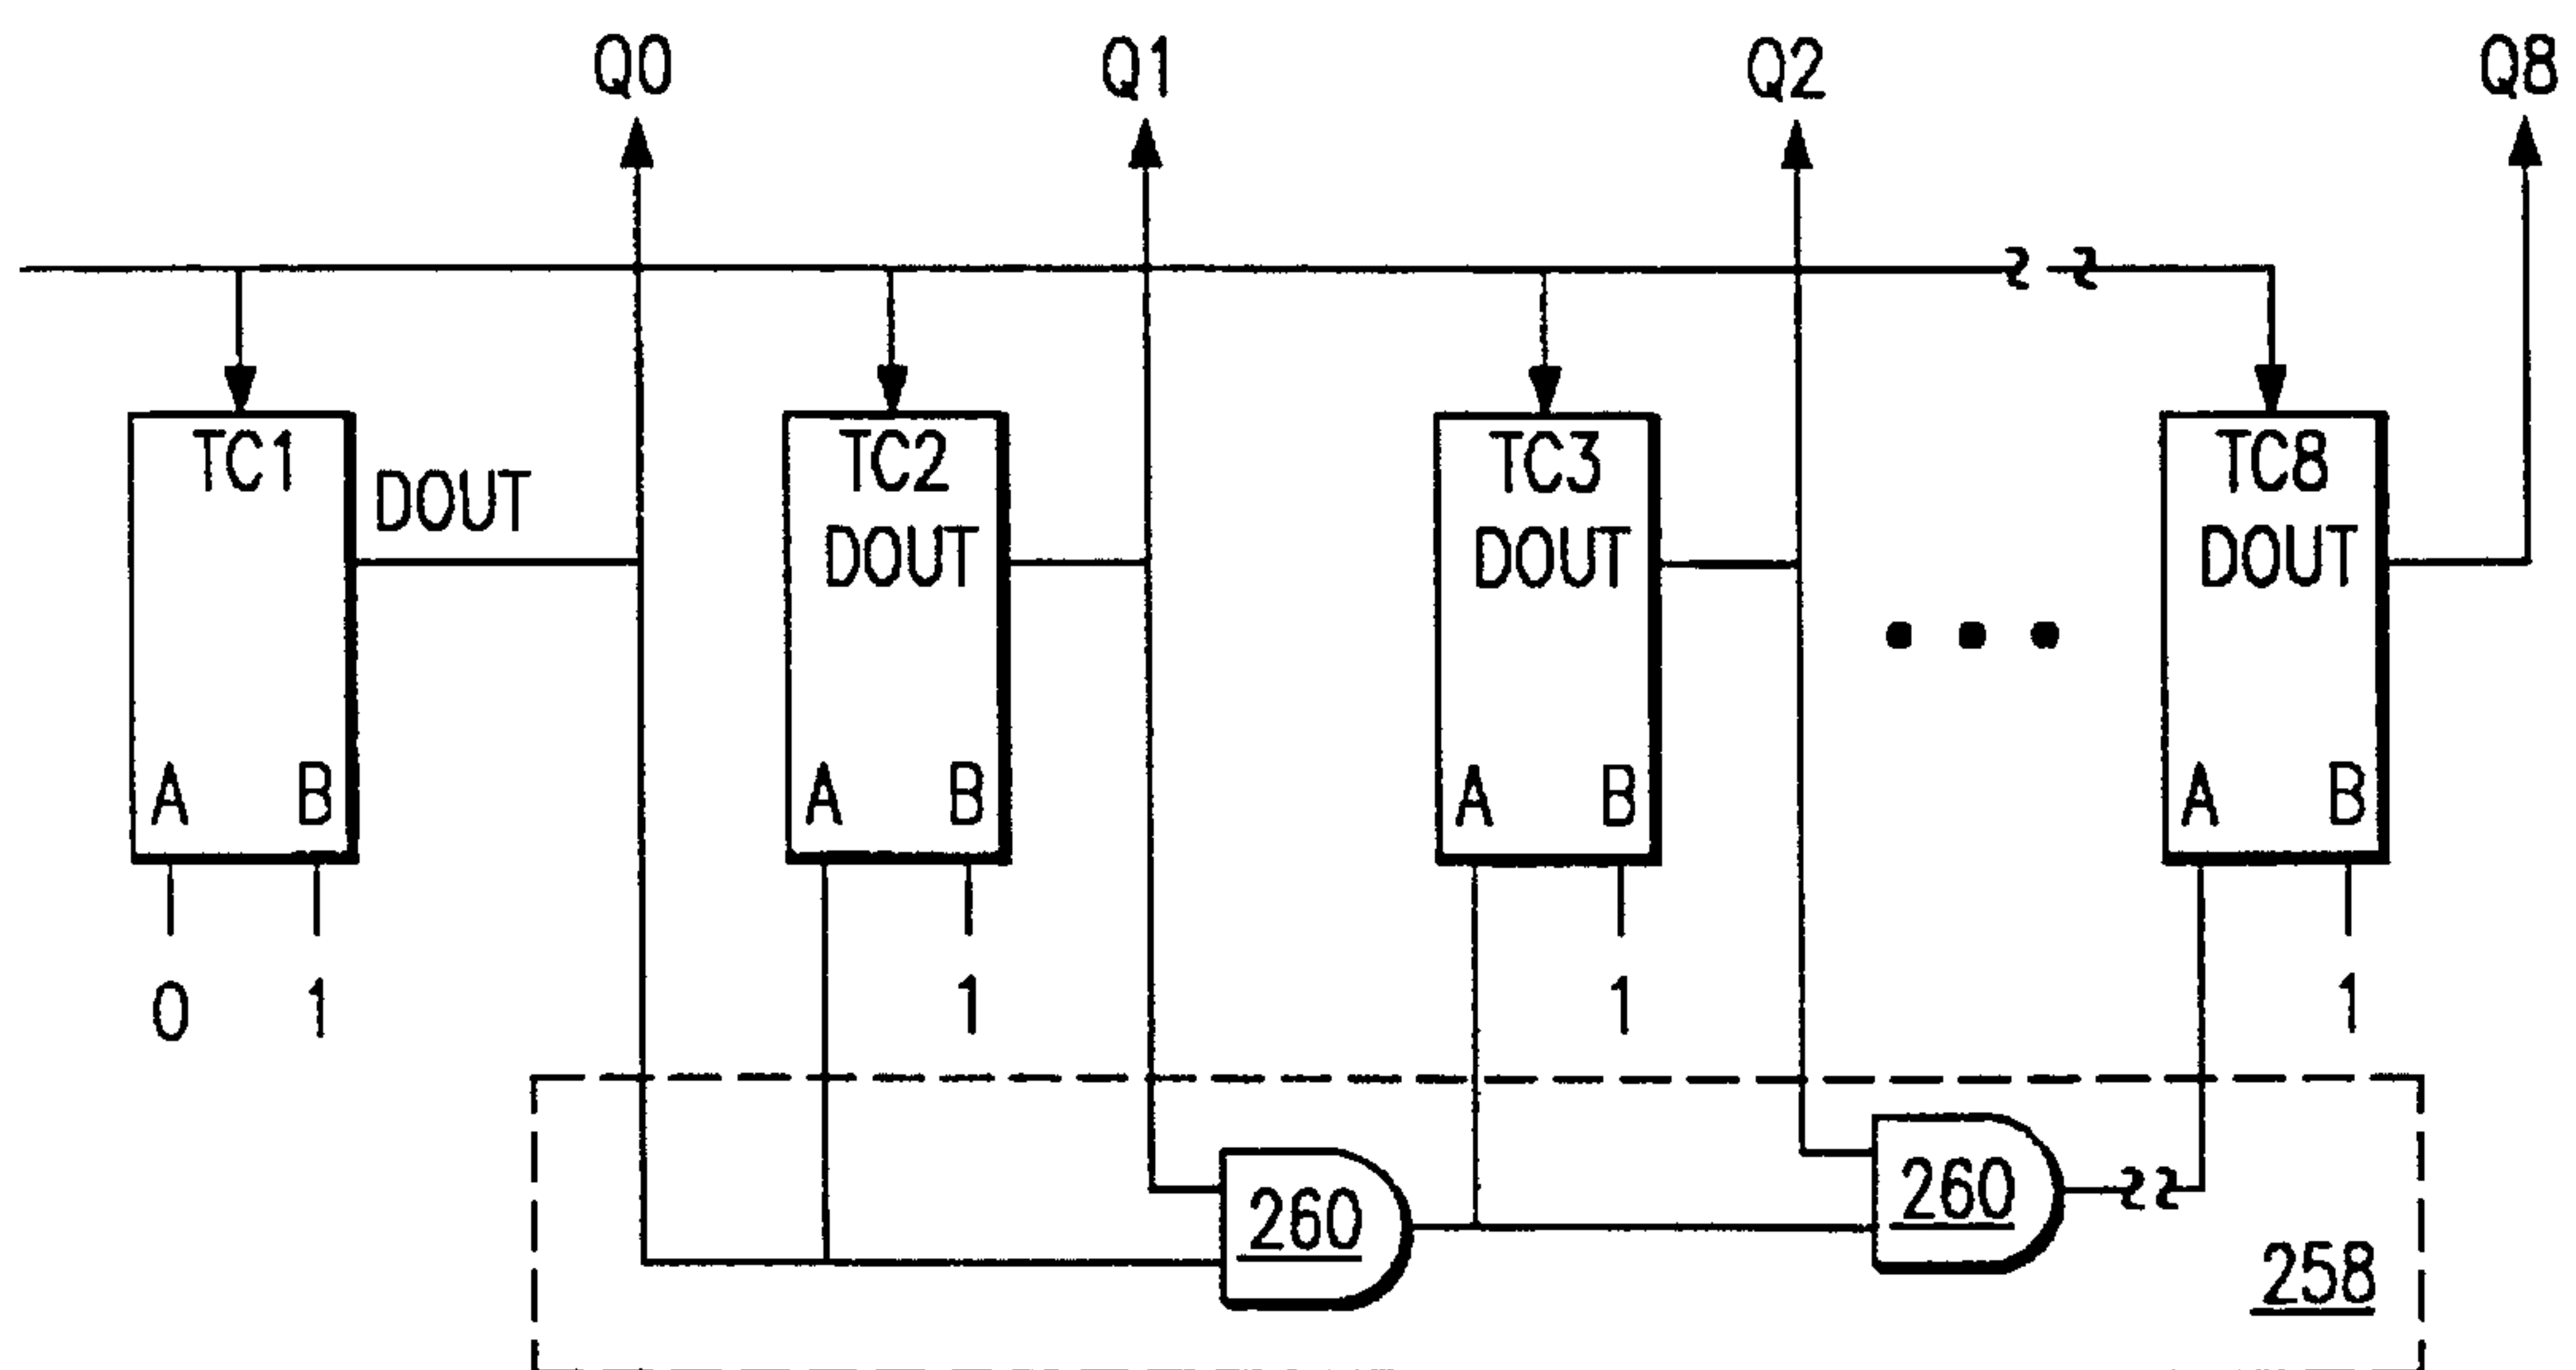 Q0 Q1 Q2 Q8
TC1 TC2 TC3 TC8
DOUT DOUT DOUT DOUT
A B A B A B A B
0 1 1 1 1
260 260
258